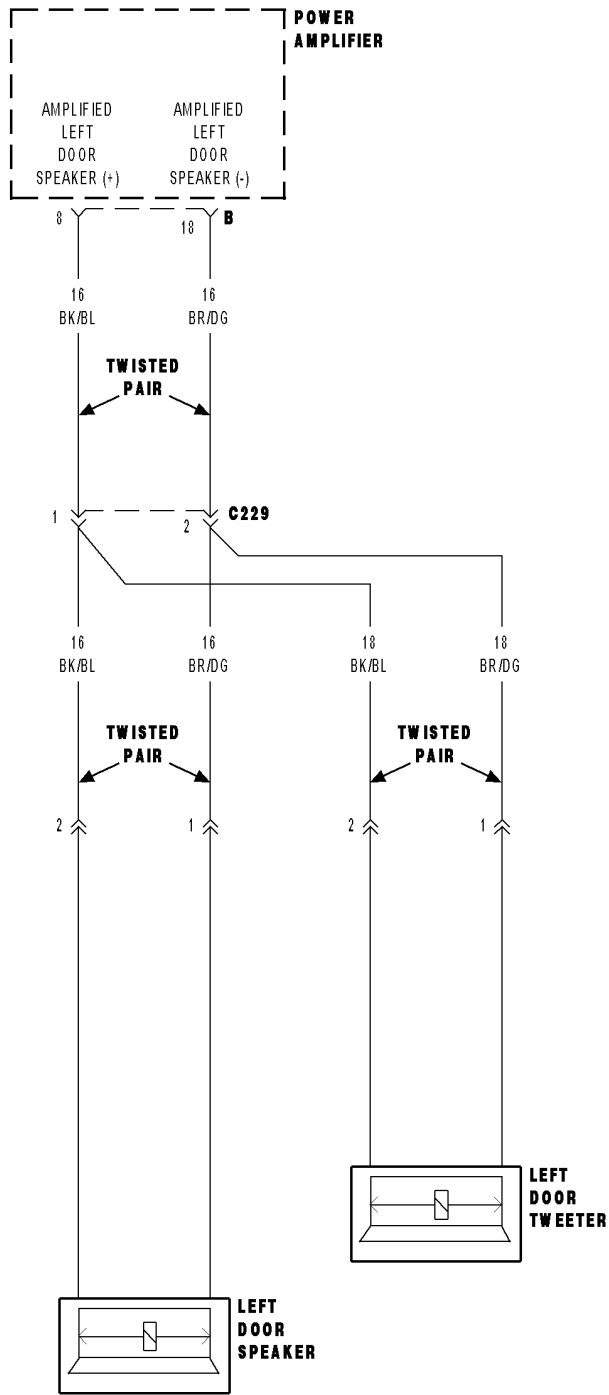 POWER
AMPLIFIER
AMPLIFIED
LEFT
DOOR
SPEAKER (+)
AMPLIFIED
LEFT
DOOR
SPEAKER (-)
8
18
B
16
BK/BL
16
BR/DG
TWISTED
PAIR
1
2
C229
16
BK/BL
16
BR/DG
18
BK/BL
18
BR/DG
TWISTED
PAIR
TWISTED
PAIR
2
1
2
1
LEFT
DOOR
TWEETER
LEFT
DOOR
SPEAKER